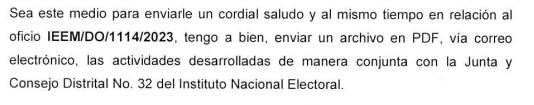 Sea este medio para enviarle un cordial saludo y al mismo tiempo en relación al
oficio IEEM/DO/1114/2023, tengo a bien, enviar un archivo en PDF, vía correo
electrónico, las actividades desarrolladas de manera conjunta con la Junta y
Consejo Distrital No. 32 del Instituto Nacional Electoral.